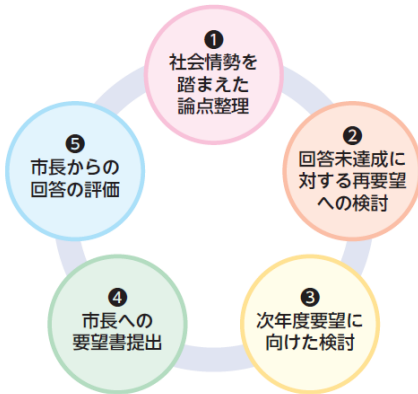 ❶
社会情勢を
踏まえた
論点整理
❷
回答未達成に
対する再要望
への検討
❸
次年度要望に
向けた検討
❹
市長への
要望書提出
❺
市長からの
回答の評価